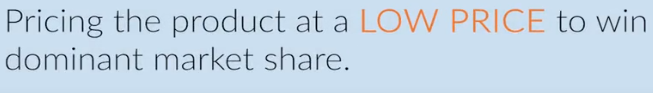 Pricing the product at a LOW PRICE to win
dominant market share.